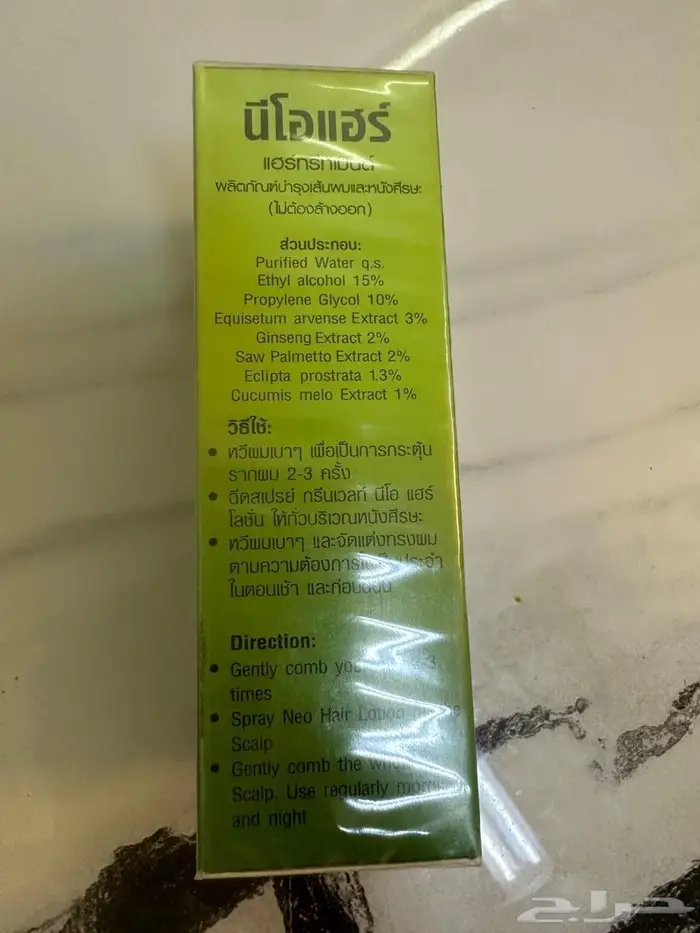 นีโอแฮร์
แฮร์ทรีทเมนต์
ผลิตภัณฑ์บำรุงเส้นผมและหนังศีรษะ
(ไม่ต้องล้างออก)
ส่วนประกอบ:
Purified Water q.s.
Ethyl alcohol 15%
Propylene Glycol 10%
Equisetum arvense Extract 3%
Ginseng Extract 2%
Saw Palmetto Extract 2%
Eclipta prostrata 1.3%
Cucumis melo Extract 1%
วิธีใช้:
• หวีผมเบาๆ เพื่อเป็นการกระตุ้น
รากผม 2-3 ครั้ง
• ฉีดสเปรย์ กรีนเวลท์ นีโอ แฮร์
โลชั่น ให้ทั่วบริเวณหนังศีรษะ
• หวีผมเบาๆ และจัดแต่งทรงผม
ตามความต้องการ
ในตอนเช้า และก่อนนอน
Direction:
• Gently comb
times
• Spray Neo Hair Lotion
Scalp
• Gently comb the
Scalp. Use regularly
and night
حراج